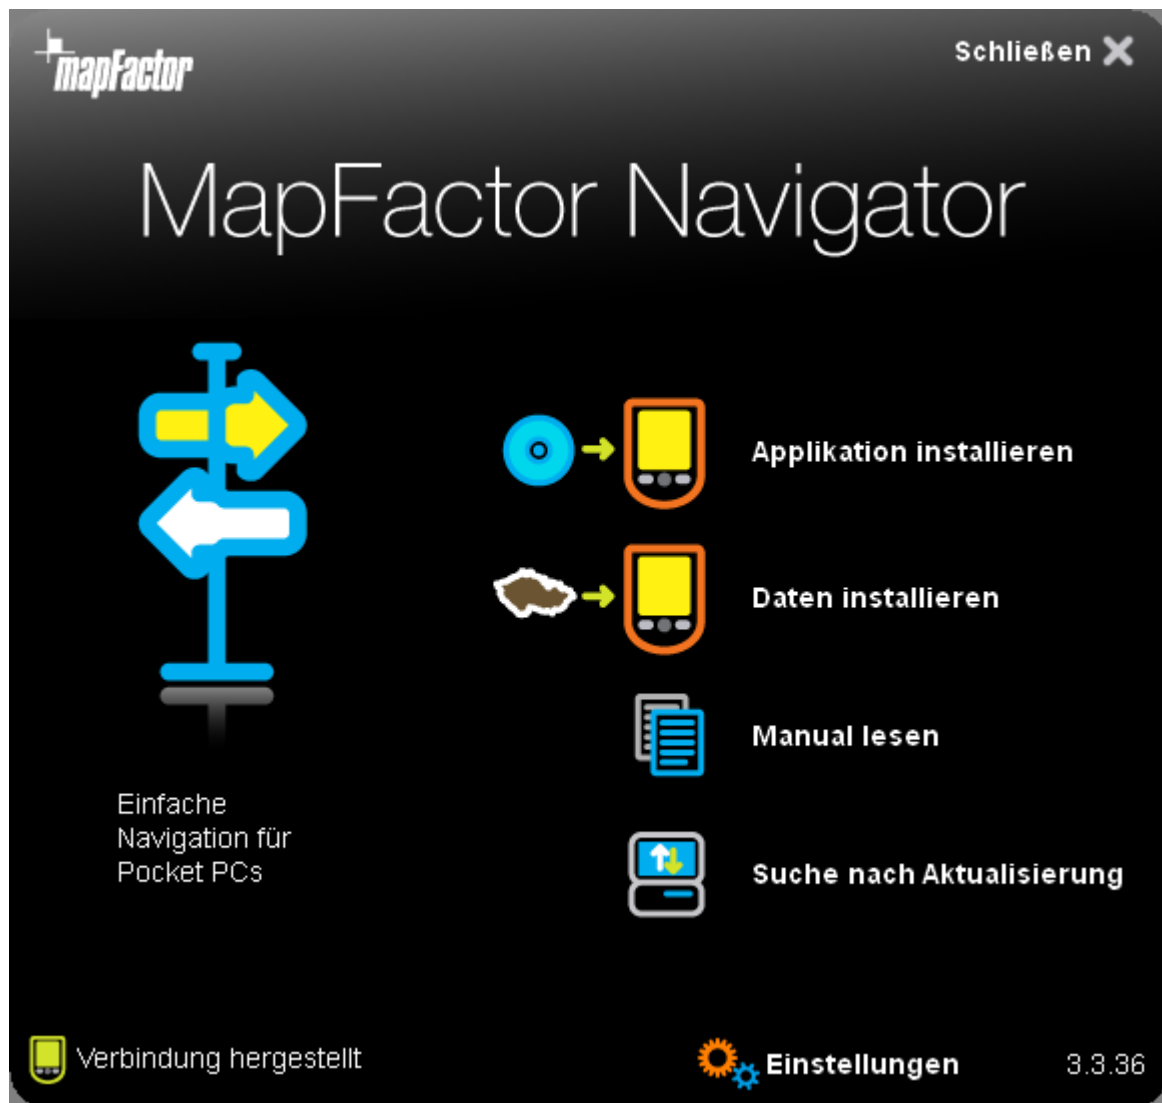 mapFactor
Schließen
MapFactor Navigator
Applikation installieren
Daten installieren
Manual lesen
Einfache
Navigation für
Pocket PCs
Suche nach Aktualisierung
Verbindung hergestellt
Einstellungen
3.3.36